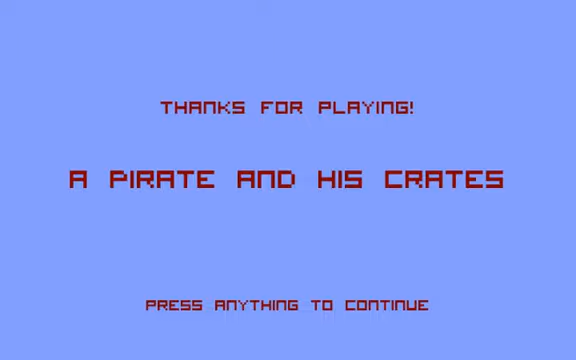 THANKS FOR PLAYING!
A PIRATE AND HIS CRATES
PRESS ANYTHING TO CONTINUE